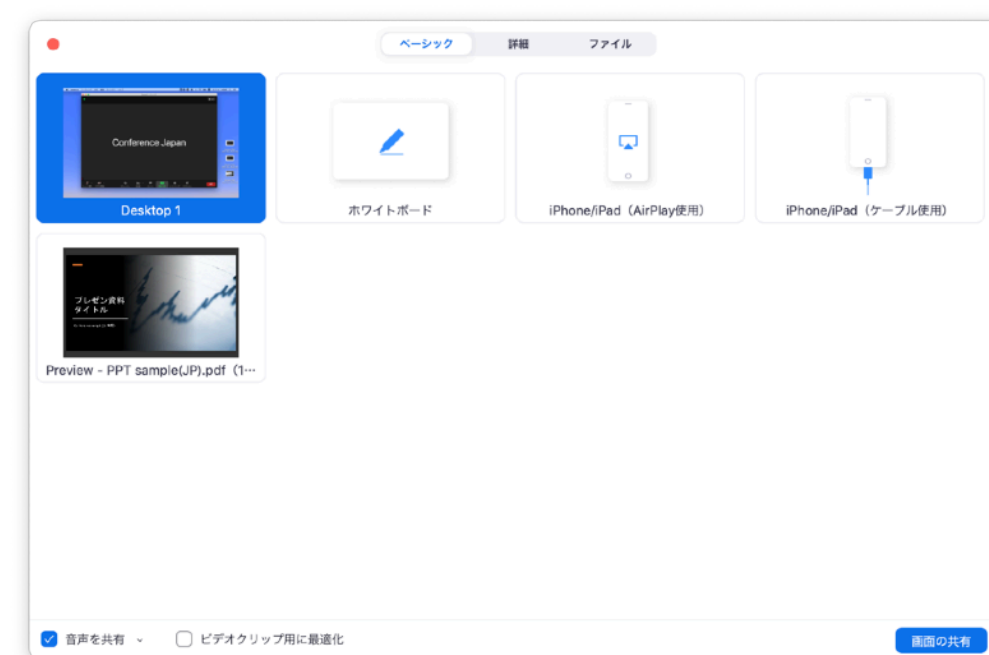 ベーシック 詳細 ファイル
Conference Japan
Desktop 1
ホワイトボード
iPhone/iPad（AirPlay使用）
iPhone/iPad（ケーブル使用）
プレゼン資料
タイトル
Preview - PPT sample(JP).pdf（1…
音声を共有
ビデオクリップ用に最適化
画面の共有